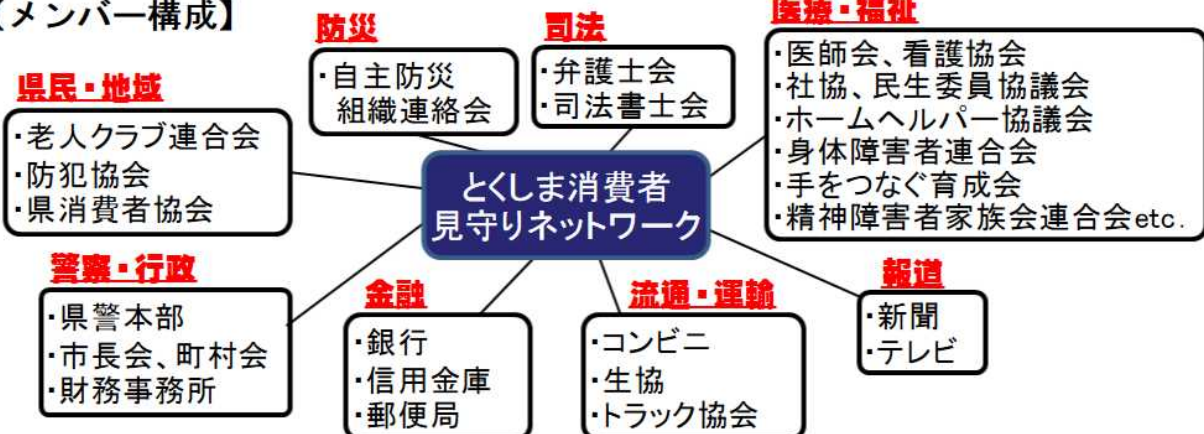 【メンバー構成】
防災
・自主防災
組織連絡会
司法
・弁護士会
・司法書士会
医療・福祉
・医師会、看護協会
・社協、民生委員協議会
・ホームヘルパー協議会
・身体障害者連合会
・手をつなぐ育成会
・精神障害者家族会連合会etc.
県民・地域
・老人クラブ連合会
・防犯協会
・県消費者協会
とくしま消費者
見守りネットワーク
警察・行政
・県警本部
・市長会、町村会
・財務事務所
金融
・銀行
・信用金庫
・郵便局
流通・運輸
・コンビニ
・生協
・トラック協会
報道
・新聞
・テレビ